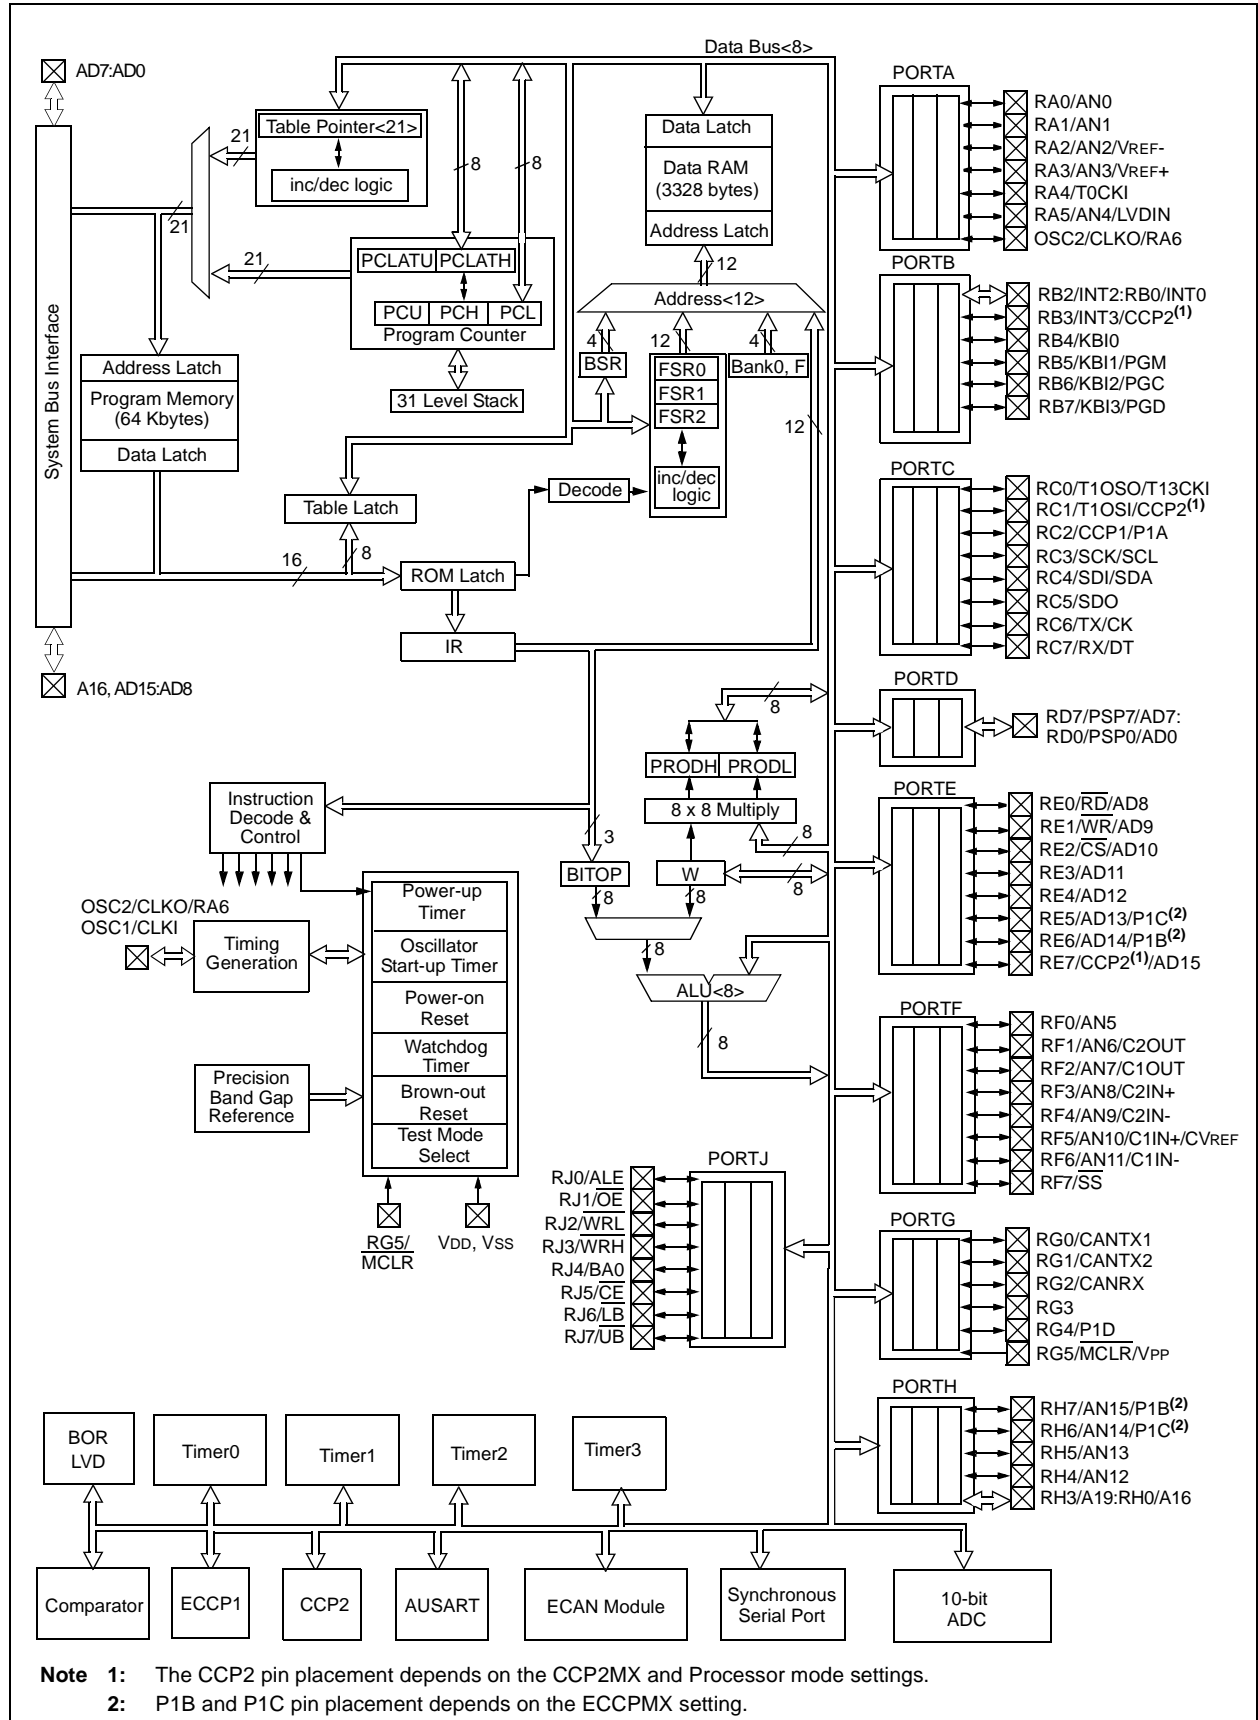 Data Bus<8>
AD7:AD0
21
Table Pointer<21>
inc/dec logic
8
8
21
21
PCLATU
PCLATH
PCU
PCH
PCL
Program Counter
31 Level Stack
System Bus Interface
Address Latch
Program Memory
(64 Kbytes)
Data Latch
Data Latch
Data RAM
(3328 bytes)
Address Latch
12
Address<12>
4
12
4
BSR
FSR0
FSR1
FSR2
inc/dec
logic
Bank0, F
12
Table Latch
Decode
16
8
ROM Latch
IR
A16, AD15:AD8
8
PRODH
PRODL
8 x 8 Multiply
8
Instruction
Decode &
Control
3
BITOP
W
8
8
8
8
ALU<8>
8
OSC2/CLKO/RA6
OSC1/CLKI
Timing
Generation
Power-up
Timer
Oscillator
Start-up Timer
Power-on
Reset
Watchdog
Timer
Brown-out
Reset
Test Mode
Select
Precision
Band Gap
Reference
RG5/
MCLR
VDD, VSS
PORTA
RA0/AN0
RA1/AN1
RA2/AN2/VREF-
RA3/AN3/VREF+
RA4/T0CKI
RA5/AN4/LVDIN
OSC2/CLKO/RA6
PORTB
RB2/INT2:RB0/INT0
RB3/INT3/CCP2(1)
RB4/KBI0
RB5/KBI1/PGM
RB6/KBI2/PGC
RB7/KBI3/PGD
PORTC
RC0/T1OSO/T13CKI
RC1/T1OSI/CCP2(1)
RC2/CCP1/P1A
RC3/SCK/SCL
RC4/SDI/SDA
RC5/SDO
RC6/TX/CK
RC7/RX/DT
PORTD
RD7/PSP7/AD7:
RD0/PSP0/AD0
PORTE
RE0/RD/AD8
RE1/WR/AD9
RE2/CS/AD10
RE3/AD11
RE4/AD12
RE5/AD13/P1C(2)
RE6/AD14/P1B(2)
RE7/CCP2(1)/AD15
PORTF
RF0/AN5
RF1/AN6/C2OUT
RF2/AN7/C1OUT
RF3/AN8/C2IN+
RF4/AN9/C2IN-
RF5/AN10/C1IN+/CVREF
RF6/AN11/C1IN-
RF7/SS
PORTJ
RJ0/ALE
RJ1/OE
RJ2/WRL
RJ3/WRH
RJ4/BA0
RJ5/CE
RJ6/LB
RJ7/UB
PORTG
RG0/CANTX1
RG1/CANTX2
RG2/CANRX
RG3
RG4/P1D
RG5/MCLR/VPP
PORTH
RH7/AN15/P1B(2)
RH6/AN14/P1C(2)
RH5/AN13
RH4/AN12
RH3/A19:RH0/A16
BOR
LVD
Timer0
Timer1
Timer2
Timer3
Comparator
ECCP1
CCP2
AUSART
ECAN Module
Synchronous
Serial Port
10-bit
ADC
Note 1: The CCP2 pin placement depends on the CCP2MX and Processor mode settings.
2: P1B and P1C pin placement depends on the ECCPMX setting.